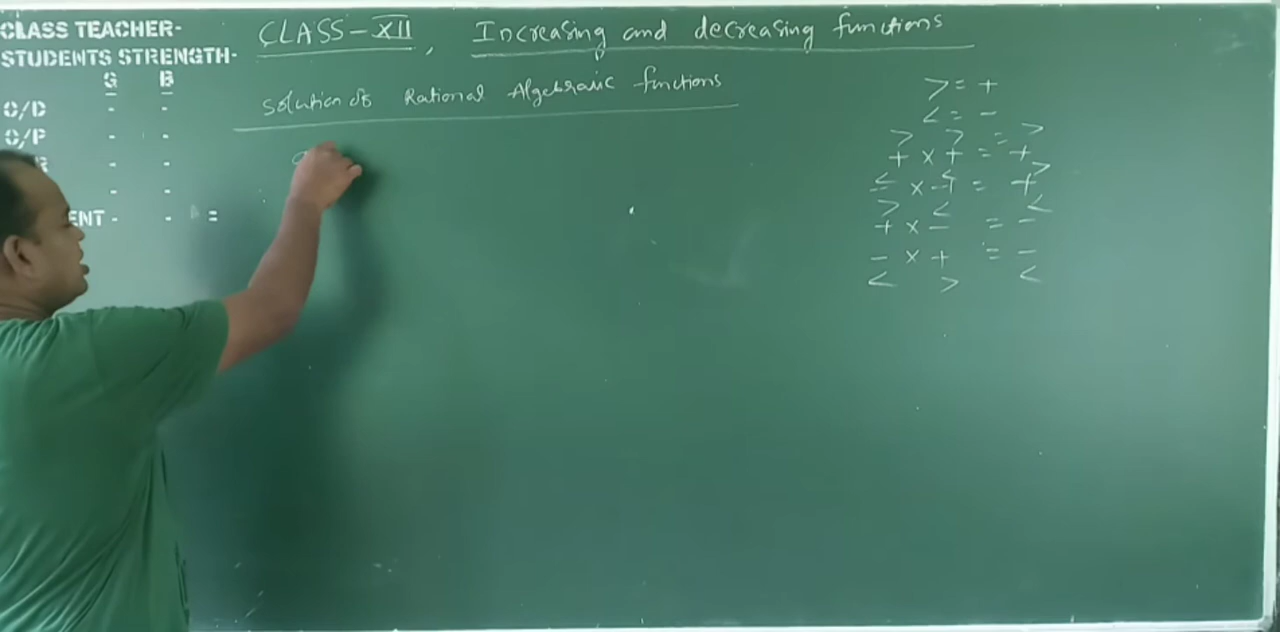 CLASS TEACHER-
STUDENTS STRENGTH-
G B
O/D - -
O/P - -
- -
- -
ENT - - =
CLASS-XII, Increasing and decreasing functions
Solution of Rational Algebraic functions
> = +
< = -
> > = >
+ × + = +
< < >
- × - = +
> < <
+ × - = -
- × + = -
< > <